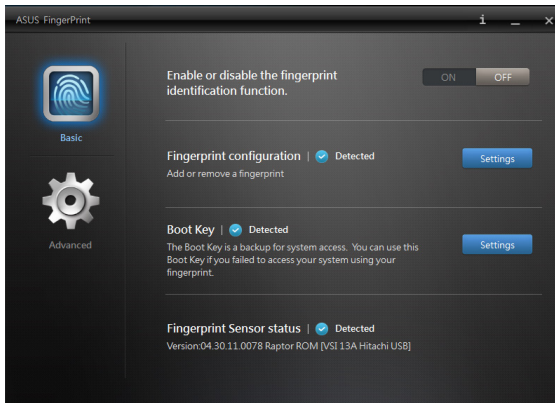 ASUS FingerPrint
Basic
Advanced
Enable or disable the fingerprint
identification function.
ON OFF
Fingerprint configuration | Detected
Add or remove a fingerprint
Settings
Boot Key | Detected
The Boot Key is a backup for system access. You can use this
Boot Key if you failed to access your system using your
fingerprint.
Settings
Fingerprint Sensor status | Detected
Version:04.30.11.0078 Raptor ROM [VSI 13A Hitachi USB]